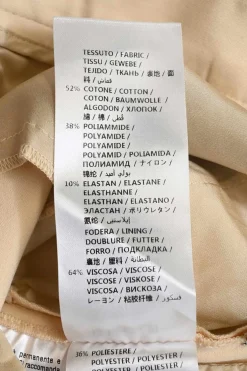 TESSUTO / FABRIC /
TISSU / GEWEBE /
TEJIDO / ТКАНЬ / 表地 / 面
料 / قماش /
52% COTONE / COTTON /
COTON / BAUMWOLLE /
ALGODON / ХЛОПОК /
綿 / 棉 / قطن /
38% POLIAMMIDE /
POLYAMIDE /
POLYAMID / POLIAMIDA /
ПОЛИАМИД / ナイロン /
锦纶 / بولي أميد /
10% ELASTAN / ELASTANE /
ELASTHANNE /
ELASTHAN / ELASTANO /
ЭЛАСТАН / ポリウレタン /
氨纶 / إيلاستين /
FODERA / LINING /
DOUBLURE / FUTTER /
FORRO / ПОДКЛАДКА /
裏地 / 里料 / البطانة /
64% VISCOSA / VISCOSE /
VISCOSE / VISKOSE /
VISCOSA / ВИСКОЗА /
レーヨン / 粘胶纤维 /
36% POLIESTERE /
POLYESTER / POLYESTER /
permanente e
raccomanda